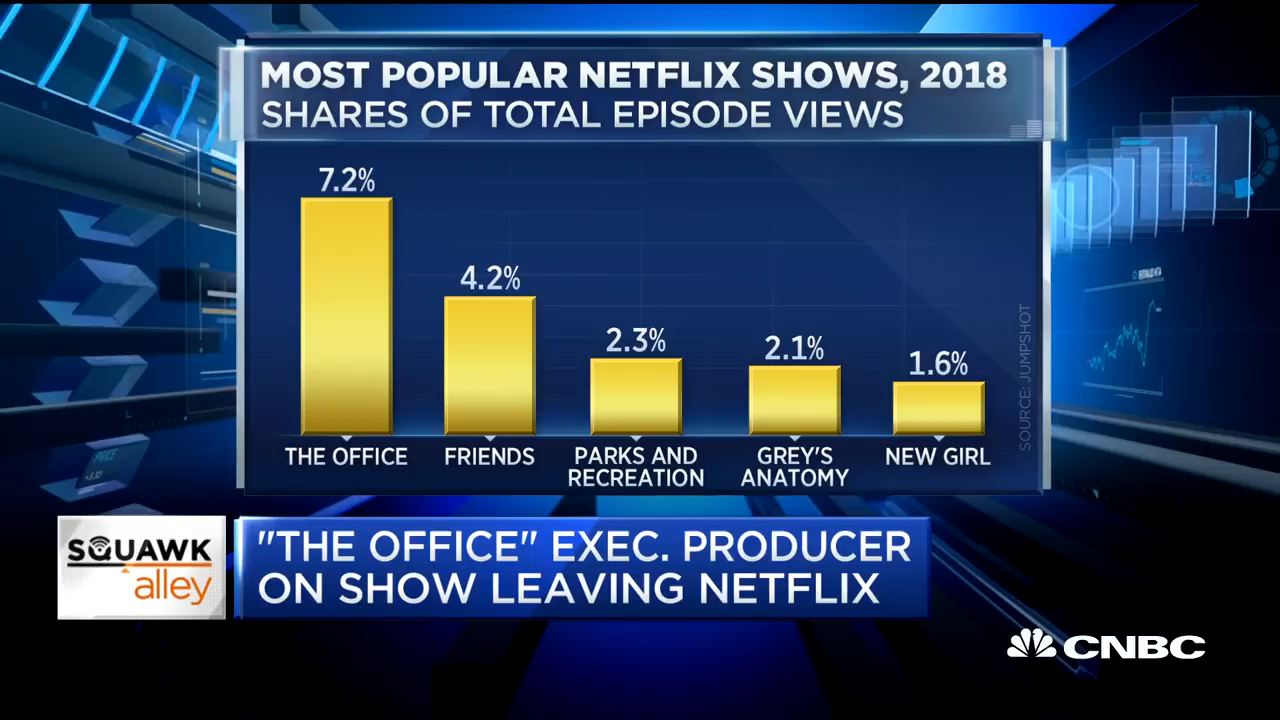 MOST POPULAR NETFLIX SHOWS, 2018
SHARES OF TOTAL EPISODE VIEWS
7.2%
4.2%
2.3%
2.1%
1.6%
THE OFFICE
FRIENDS
PARKS AND
RECREATION
GREY'S
ANATOMY
NEW GIRL
SOURCE: JUMPSHOT
PRICE
SQUAWK
alley
"THE OFFICE" EXEC. PRODUCER
ON SHOW LEAVING NETFLIX
CNBC